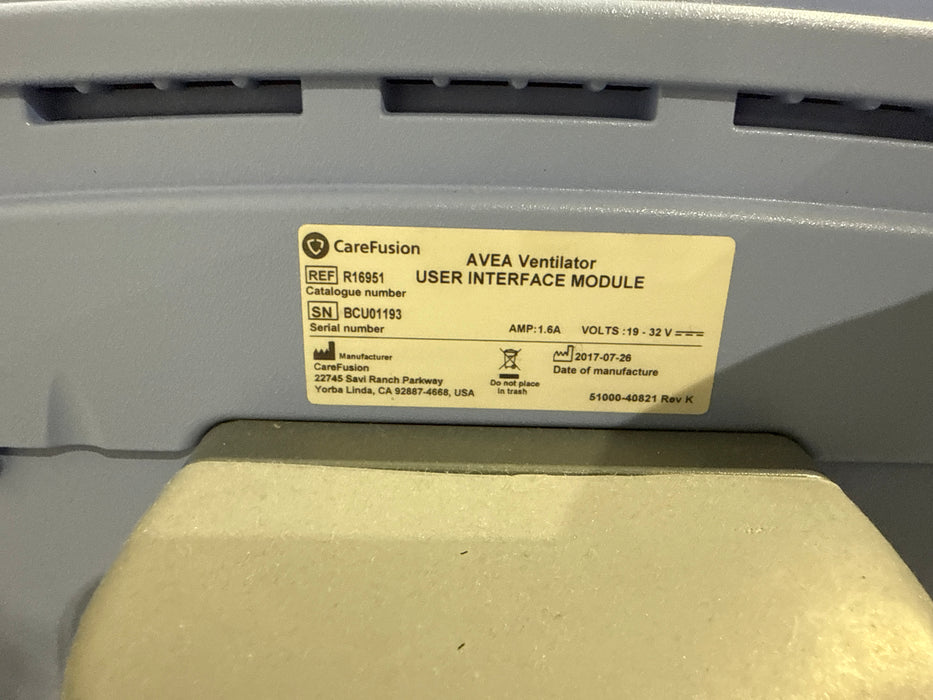 CareFusion
AVEA Ventilator
USER INTERFACE MODULE
REF R16951
Catalogue number
SN BCU01193
Serial number
AMP:1.6A VOLTS :19 - 32 V
Manufacturer
CareFusion
22745 Savi Ranch Parkway
Yorba Linda, CA 92887-4668, USA
Do not place
in trash
2017-07-26
Date of manufacture
51000-40821 Rev K